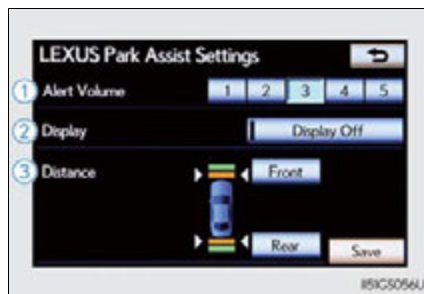 LEXUS Park Assist Settings
1 Alert Volume 1 2 3 4 5
2 Display Display Off
3 Distance Front
Rear Save
II51GS056U